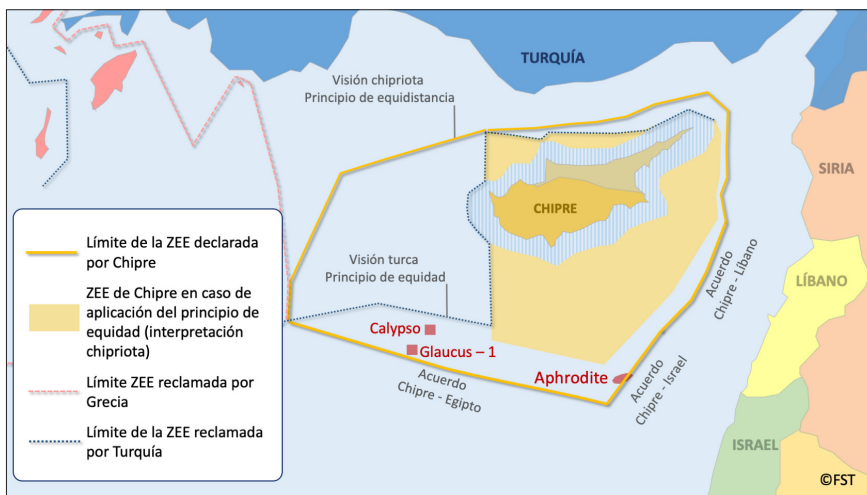 TURQUÍA
Visión chipriota
Principio de equidistancia
SIRIA
CHIPRE
Límite de la ZEE declarada
por Chipre
Visión turca
Principio de equidad
Acuerdo
Chipre - Líbano
LÍBANO
ZEE de Chipre en caso de
aplicación del principio de
equidad (interpretación
chipriota)
Calypso
Glaucus – 1
Aphrodite
Acuerdo
Chipre - Egipto
Acuerdo
Chipre - Israel
Límite ZEE reclamada por
Grecia
Límite de la ZEE reclamada
por Turquía
ISRAEL
©FST